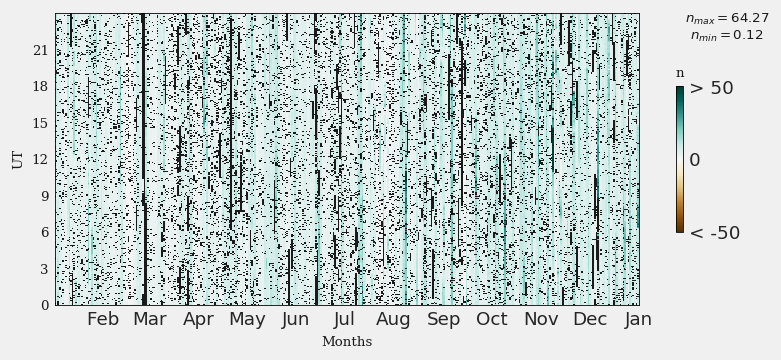 n_max = 64.27
n_min = 0.12
n
> 50
0
< -50
UT
21
18
15
12
9
6
3
0
Feb Mar Apr May Jun Jul Aug Sep Oct Nov Dec Jan
Months